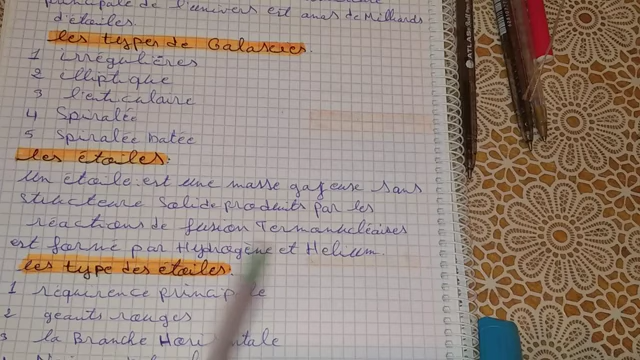 principale de l'univers est amas de Milliards
d'étoiles.
les types de Galaxies.
1 irrégulières
2 elliptique
3 lenticulaire
4 Spiralée
5 Spiralée batée
les étoiles:
Un étoile: est une masse gazeuse sans
structure Solide produits par les
réactions de fusion Termanucléaires
est formé par Hydrogène et Helium.
les type des étoiles.
1 requirence principale
2 géants rouges
3 la Branche Horizontale
ATLAS